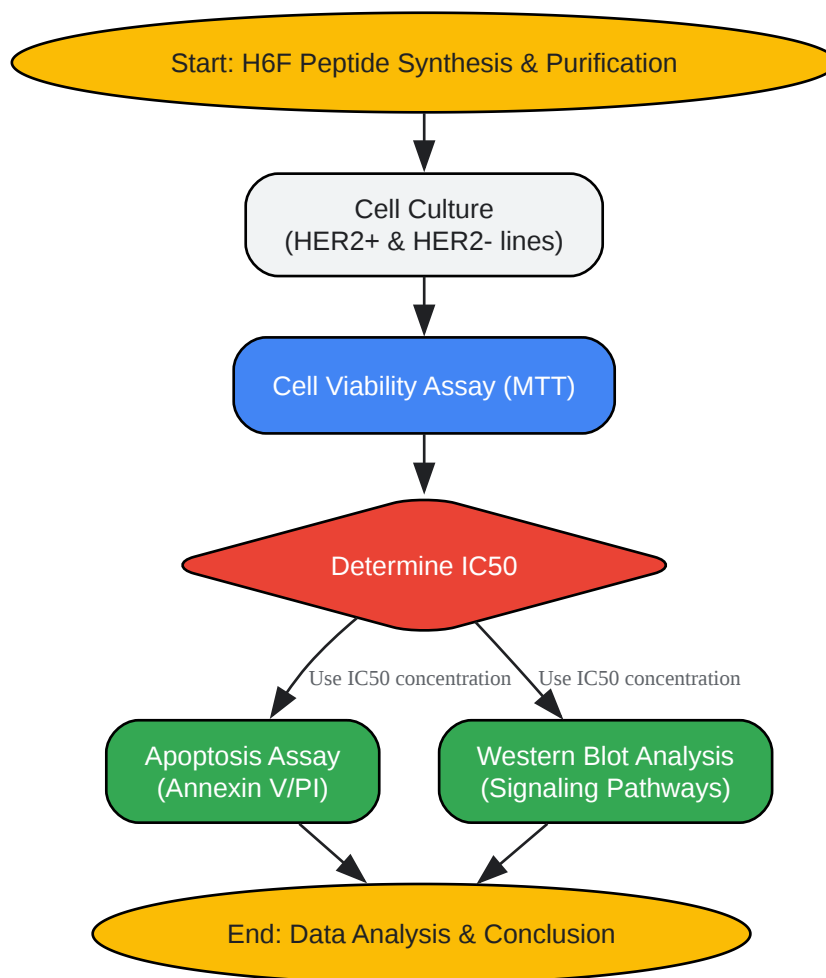 Start: H6F Peptide Synthesis & Purification
Cell Culture
(HER2+ & HER2- lines)
Cell Viability Assay (MTT)
Determine IC50
Use IC50 concentration
Use IC50 concentration
Apoptosis Assay
(Annexin V/PI)
Western Blot Analysis
(Signaling Pathways)
End: Data Analysis & Conclusion